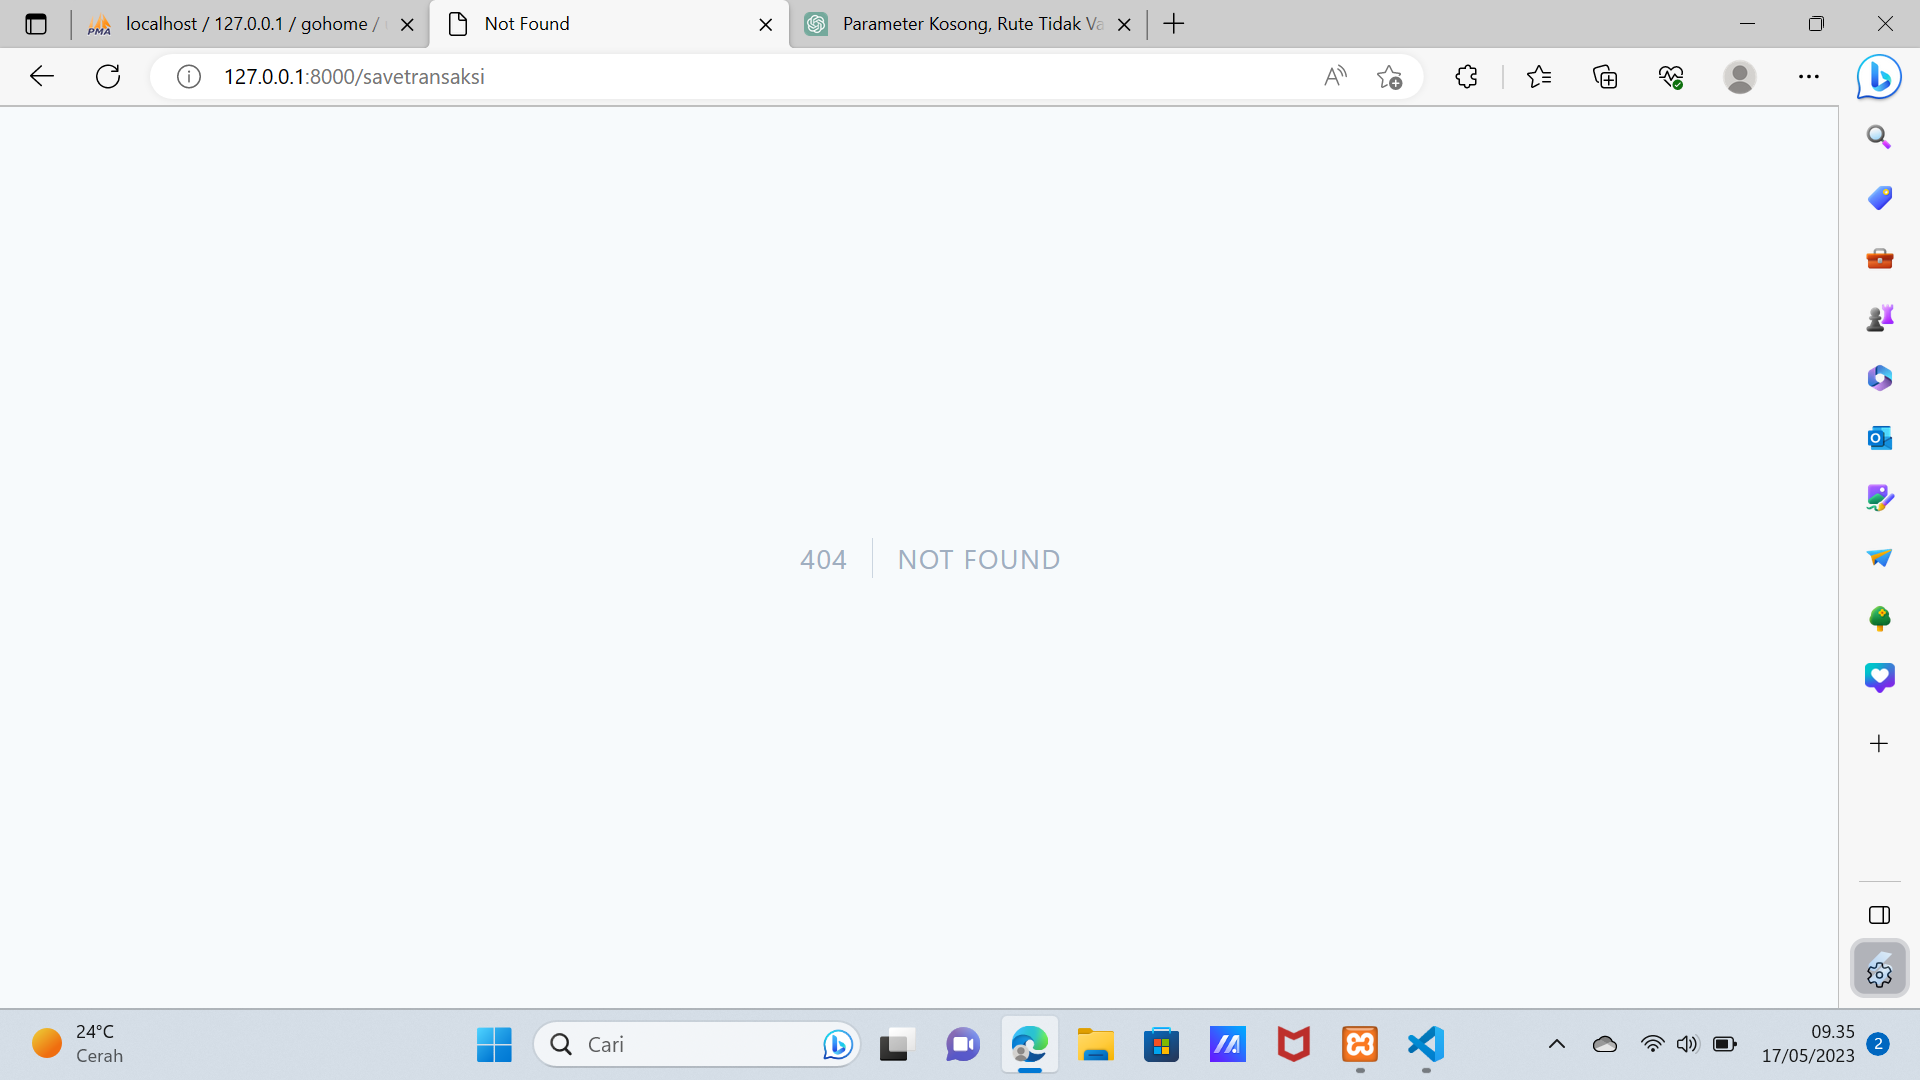 PMA localhost / 127.0.0.1 / gohome /
Not Found
Parameter Kosong, Rute Tidak Va
127.0.0.1:8000/savetransaksi
404 NOT FOUND
24°C
Cerah
Cari
09.35
17/05/2023
2